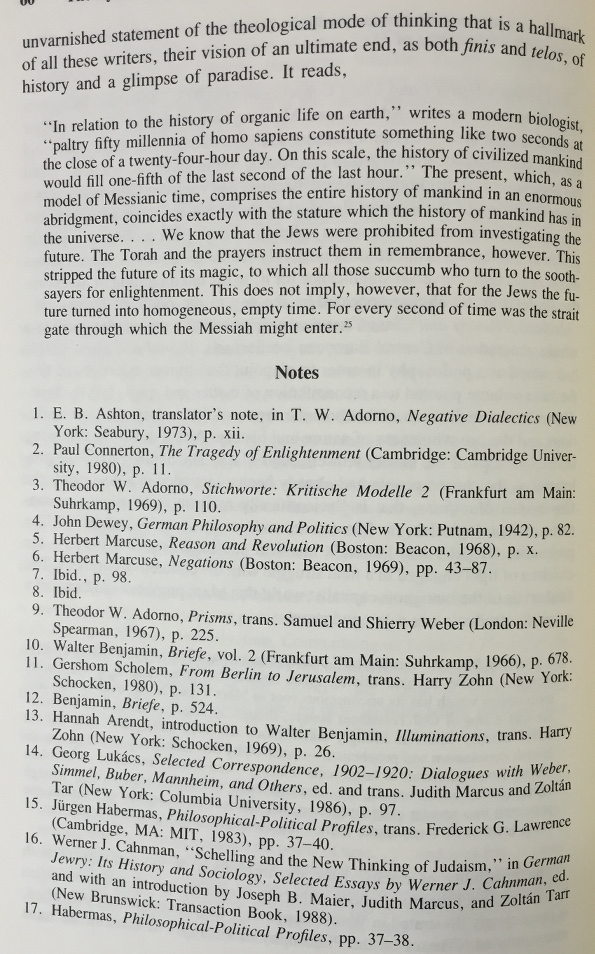 unvarnished statement of the theological mode of thinking that is a hallmark
of all these writers, their vision of an ultimate end, as both finis and telos, of
history and a glimpse of paradise. It reads,
‘‘In relation to the history of organic life on earth,’’ writes a modern biologist,
‘‘paltry fifty millennia of homo sapiens constitute something like two seconds at
the close of a twenty-four-hour day. On this scale, the history of civilized mankind
would fill one-fifth of the last second of the last hour.’’ The present, which, as a
model of Messianic time, comprises the entire history of mankind in an enormous
abridgment, coincides exactly with the stature which the history of mankind has in
the universe. . . . We know that the Jews were prohibited from investigating the
future. The Torah and the prayers instruct them in remembrance, however. This
stripped the future of its magic, to which all those succumb who turn to the sooth-
sayers for enlightenment. This does not imply, however, that for the Jews the fu-
ture turned into homogeneous, empty time. For every second of time was the strait
gate through which the Messiah might enter.25
Notes
1. E. B. Ashton, translator's note, in T. W. Adorno, Negative Dialectics (New
York: Seabury, 1973), p. xii.
2. Paul Connerton, The Tragedy of Enlightenment (Cambridge: Cambridge Univer-
sity, 1980), p. 11.
3. Theodor W. Adorno, Stichworte: Kritische Modelle 2 (Frankfurt am Main:
Suhrkamp, 1969), p. 110.
4. John Dewey, German Philosophy and Politics (New York: Putnam, 1942), p. 82.
5. Herbert Marcuse, Reason and Revolution (Boston: Beacon, 1968), p. x.
6. Herbert Marcuse, Negations (Boston: Beacon, 1969), pp. 43–87.
7. Ibid., p. 98.
8. Ibid.
9. Theodor W. Adorno, Prisms, trans. Samuel and Shierry Weber (London: Neville
Spearman, 1967), p. 225.
10. Walter Benjamin, Briefe, vol. 2 (Frankfurt am Main: Suhrkamp, 1966), p. 678.
11. Gershom Scholem, From Berlin to Jerusalem, trans. Harry Zohn (New York:
Schocken, 1980), p. 131.
12. Benjamin, Briefe, p. 524.
13. Hannah Arendt, introduction to Walter Benjamin, Illuminations, trans. Harry
Zohn (New York: Schocken, 1969), p. 26.
14. Georg Lukács, Selected Correspondence, 1902–1920: Dialogues with Weber,
Simmel, Buber, Mannheim, and Others, ed. and trans. Judith Marcus and Zoltán
Tar (New York: Columbia University, 1986), p. 97.
15. Jürgen Habermas, Philosophical-Political Profiles, trans. Frederick G. Lawrence
(Cambridge, MA: MIT, 1983), pp. 37–40.
16. Werner J. Cahnman, ‘‘Schelling and the New Thinking of Judaism,’’ in German
Jewry: Its History and Sociology, Selected Essays by Werner J. Cahnman, ed.
and with an introduction by Joseph B. Maier, Judith Marcus, and Zoltán Tarr
(New Brunswick: Transaction Book, 1988).
17. Habermas, Philosophical-Political Profiles, pp. 37–38.